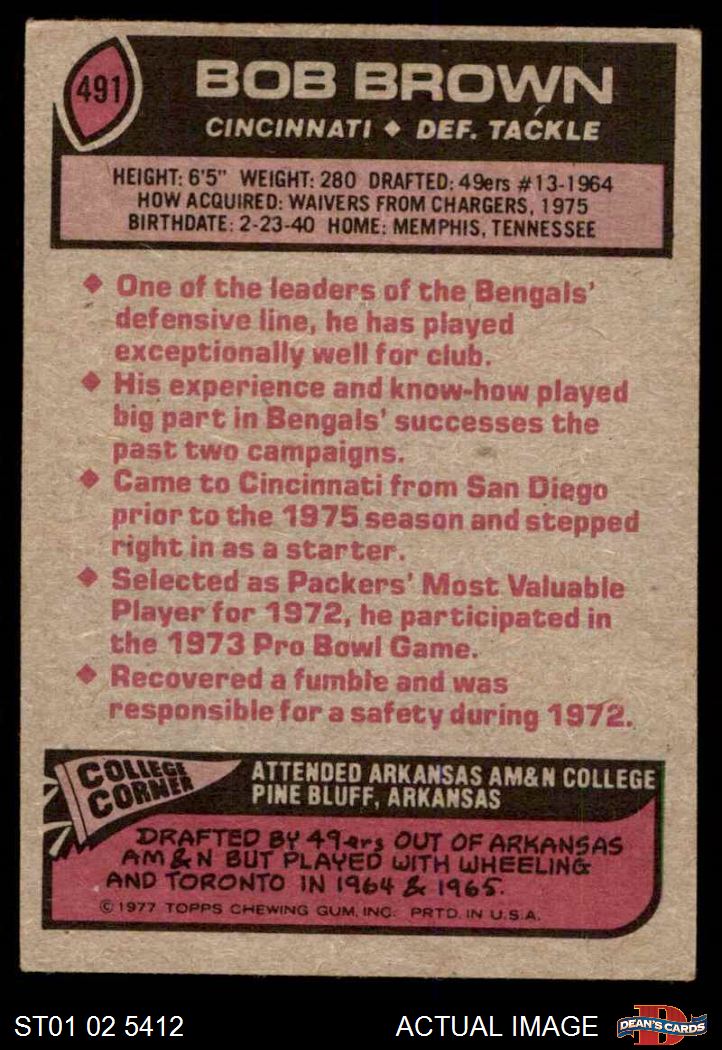 491
BOB BROWN
CINCINNATI ◆ DEF. TACKLE
HEIGHT: 6'5" WEIGHT: 280 DRAFTED: 49ers #13-1964
HOW ACQUIRED: WAIVERS FROM CHARGERS, 1975
BIRTHDATE: 2-23-40 HOME: MEMPHIS, TENNESSEE
◆ One of the leaders of the Bengals'
defensive line, he has played
exceptionally well for club.
◆ His experience and know-how played
big part in Bengals' successes the
past two campaigns.
◆ Came to Cincinnati from San Diego
prior to the 1975 season and stepped
right in as a starter.
◆ Selected as Packers' Most Valuable
Player for 1972, he participated in
the 1973 Pro Bowl Game.
◆ Recovered a fumble and was
responsible for a safety during 1972.
COLLEGE
CORNER
ATTENDED ARKANSAS AM&N COLLEGE
PINE BLUFF, ARKANSAS
DRAFTED BY 49ers OUT OF ARKANSAS
AM & N BUT PLAYED WITH WHEELING
AND TORONTO IN 1964 & 1965.
© 1977 TOPPS CHEWING GUM, INC. PRTD. IN U.S.A.
ST01 02 5412
ACTUAL IMAGE
D
DEAN'S CARDS